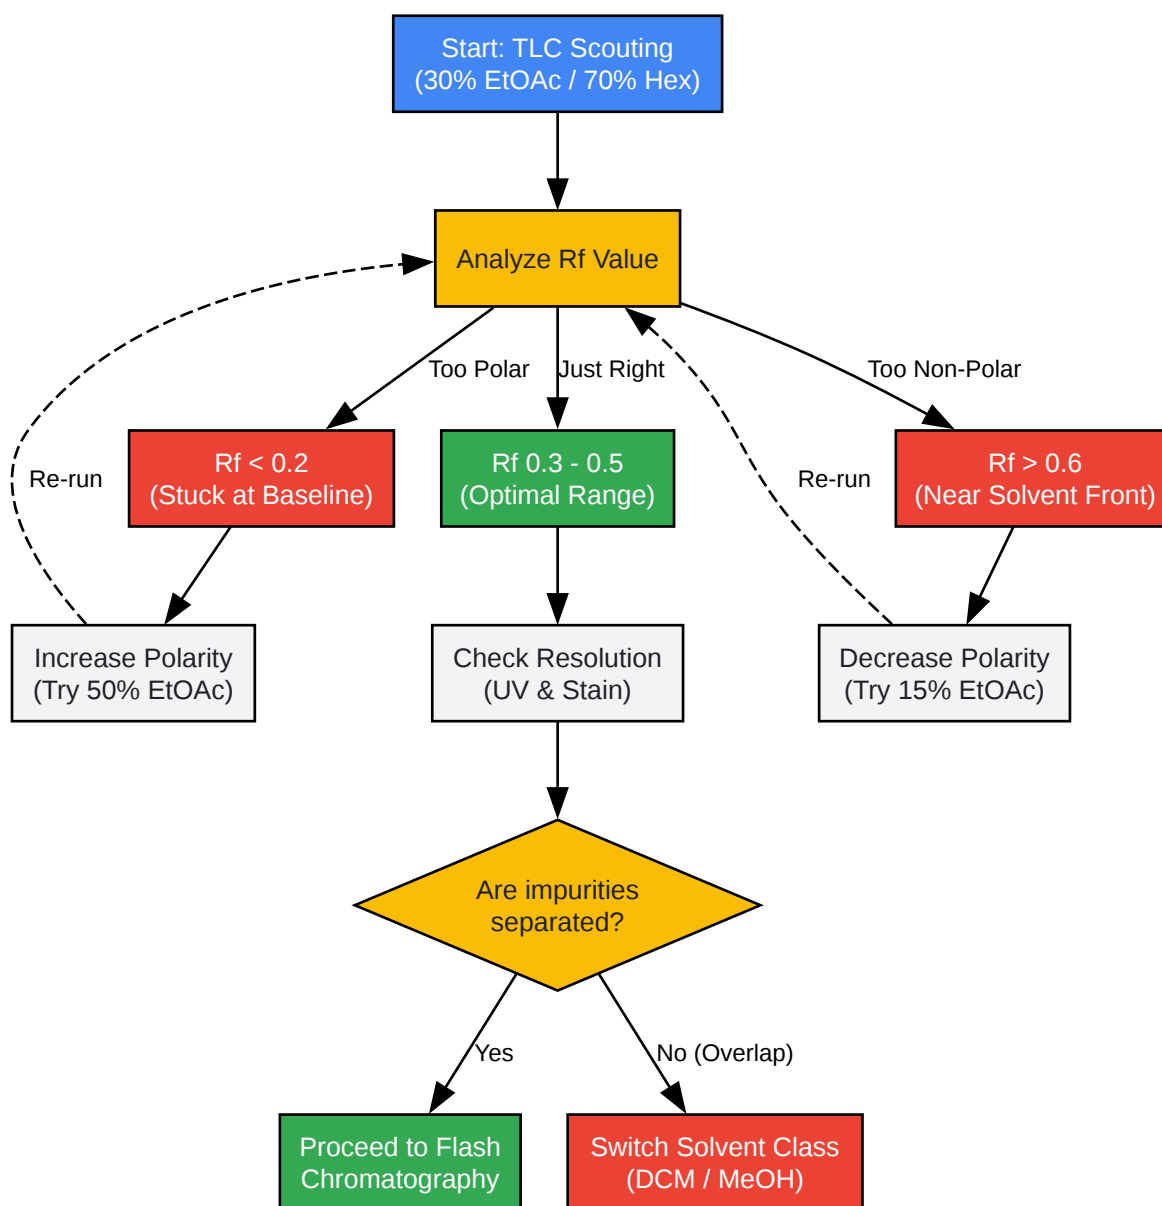 Start: TLC Scouting
(30% EtOAc / 70% Hex)
Analyze Rf Value
Too Polar
Just Right
Too Non-Polar
Re-run
Rf < 0.2
(Stuck at Baseline)
Rf 0.3 - 0.5
(Optimal Range)
Re-run
Rf > 0.6
(Near Solvent Front)
Increase Polarity
(Try 50% EtOAc)
Check Resolution
(UV & Stain)
Decrease Polarity
(Try 15% EtOAc)
Are impurities
separated?
Yes
No (Overlap)
Proceed to Flash
Chromatography
Switch Solvent Class
(DCM / MeOH)